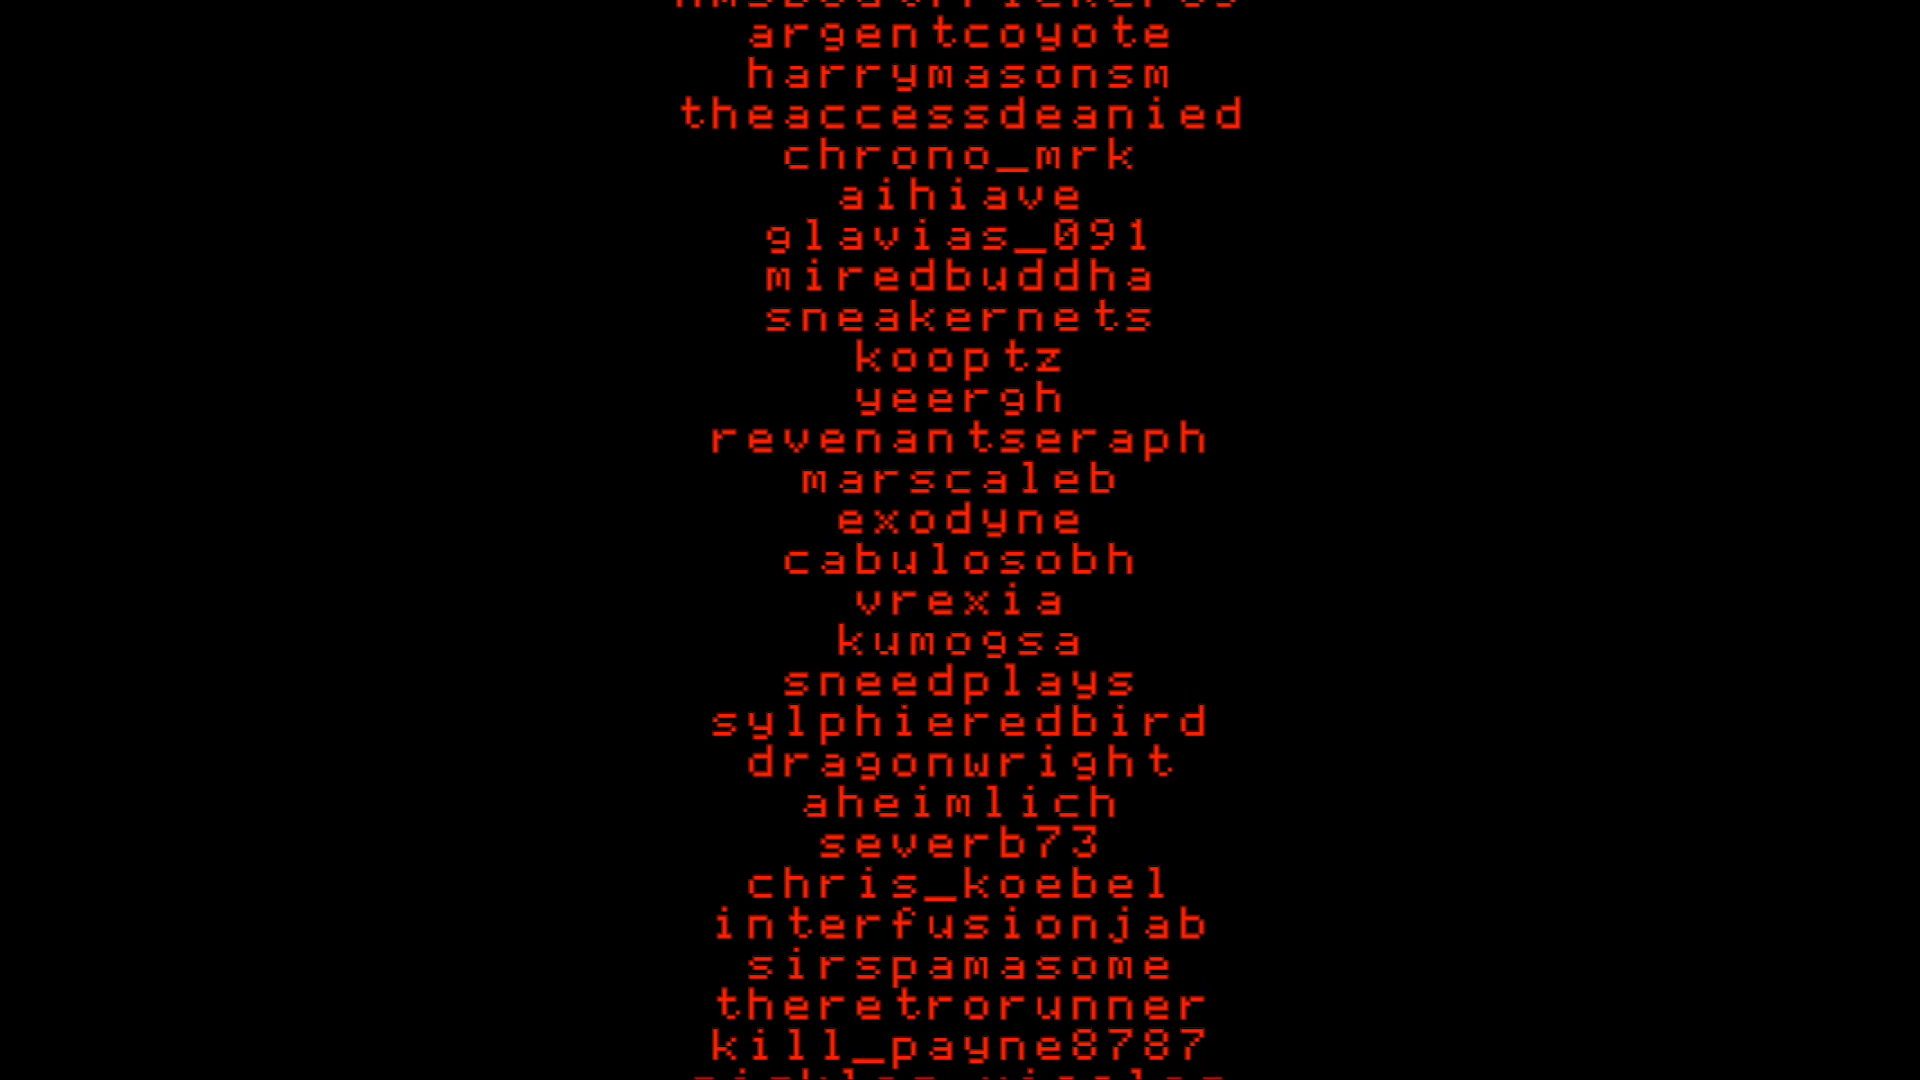 argentcoyote
harrymasonsm
theaccessdeanied
chrono_mrk
aihiave
glavias_091
miredbuddha
sneakernets
kooptz
yeergh
revenantseraph
marscaleb
exodyne
cabulosobh
vrexia
kumogsa
sneedplays
sylphieredbird
dragonwright
aheimlich
severb73
chris_koebel
interfusionjab
sirspamasome
theretrorunner
kill_payne8787